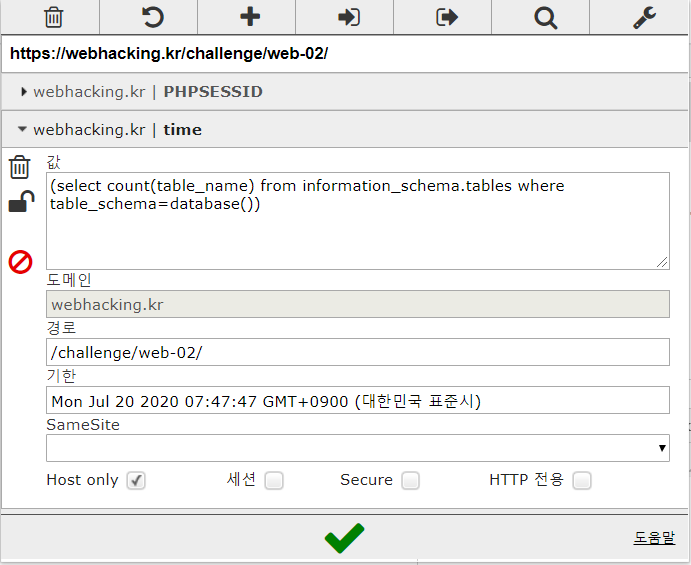 https://webhacking.kr/challenge/web-02/
webhacking.kr | PHPSESSID
webhacking.kr | time
값
(select count(table_name) from information_schema.tables where
table_schema=database())
도메인
webhacking.kr
경로
/challenge/web-02/
기한
Mon Jul 20 2020 07:47:47 GMT+0900 (대한민국 표준시)
SameSite
Host only 세션 Secure HTTP 전용
도움말